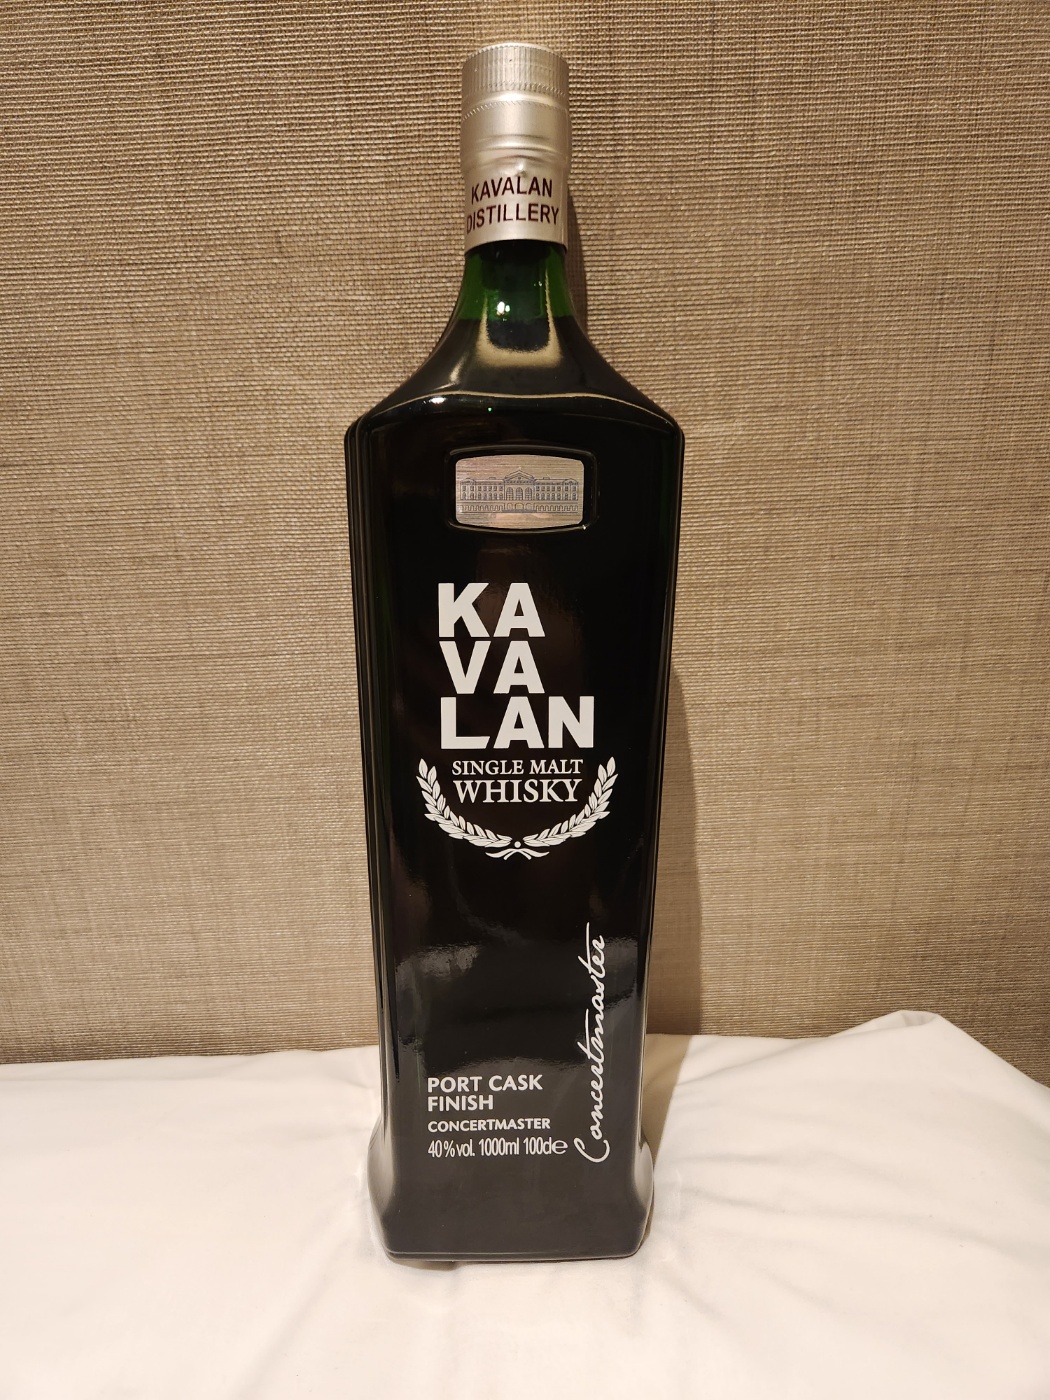 KAVALAN
DISTILLERY
KA
VA
LAN
SINGLE MALT
WHISKY
Concertmaster
PORT CASK
FINISH
CONCERTMASTER
40%vol. 1000ml 100cl℮